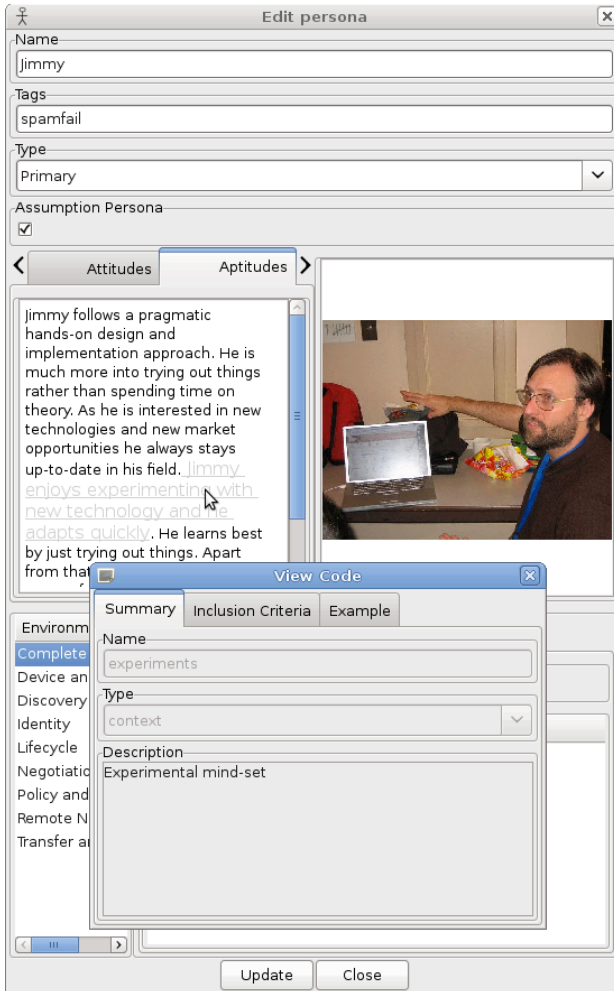 Edit persona
Name
Jimmy
Tags
spamfail
Type
Primary
Assumption Persona
Attitudes
Aptitudes
Jimmy follows a pragmatic
hands-on design and
implementation approach. He is
much more into trying out things
rather than spending time on
theory. As he is interested in new
technologies and new market
opportunities he always stays
up-to-date in his field. Jimmy
enjoys experimenting with
new technology and he
adapts quickly. He learns best
by just trying out things. Apart
from that
View Code
Summary
Inclusion Criteria
Example
Name
experiments
Type
context
Description
Experimental mind-set
Environm
Complete
Device an
Discovery
Identity
Lifecycle
Negotiatio
Policy and
Remote N
Transfer a
Update
Close